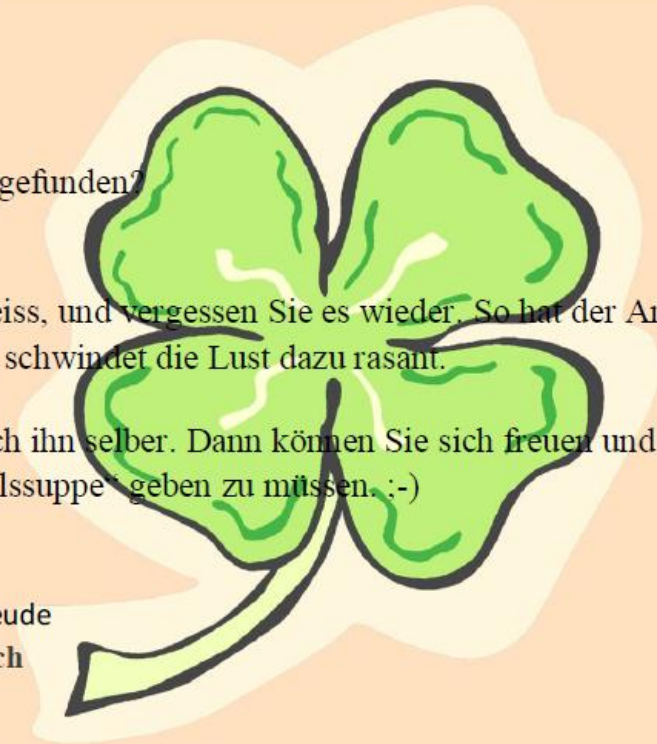 gefunden?
eiss, und vergessen Sie es wieder. So hat der Ar
schwindet die Lust dazu rasant.
ch ihn selber. Dann können Sie sich freuen und
lssuppe“ geben zu müssen. ;-)
eude
ch